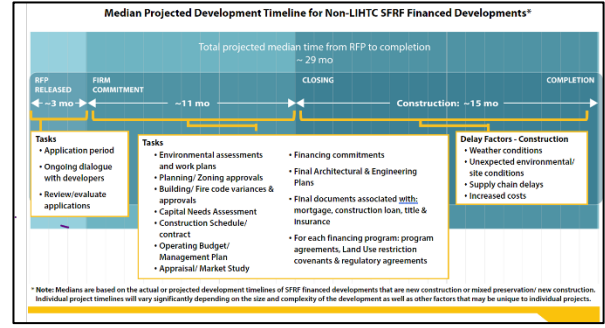 Median Projected Development Timeline for Non-LIHTC SFRF Financed Developments*
Total projected median time from RFP to completion
~ 29 mo
RFP
RELEASED
FIRM
COMMITMENT
CLOSING
COMPLETION
~3 mo
~11 mo
Construction: ~15 mo
Tasks
• Application period
• Ongoing dialogue
with developers
• Review/evaluate
applications
Tasks
• Environmental assessments
and work plans
• Planning/ Zoning approvals
• Building/ Fire code variances &
approvals
• Capital Needs Assessment
• Construction Schedule/
contract
• Operating Budget/
Management Plan
• Appraisal/ Market Study
• Financing commitments
• Final Architectural & Engineering
Plans
• Final documents associated with:
mortgage, construction loan, title &
Insurance
• For each financing program: program
agreements, Land Use restriction
covenants & regulatory agreements
Delay Factors - Construction
• Weather conditions
• Unexpected environmental/
site conditions
• Supply chain delays
• Increased costs
* Note: Medians are based on the actual or projected development timelines of SFRF financed developments that are new construction or mixed preservation/ new construction.
Individual project timelines will vary significantly depending on the size and complexity of the development as well as other factors that may be unique to individual projects.